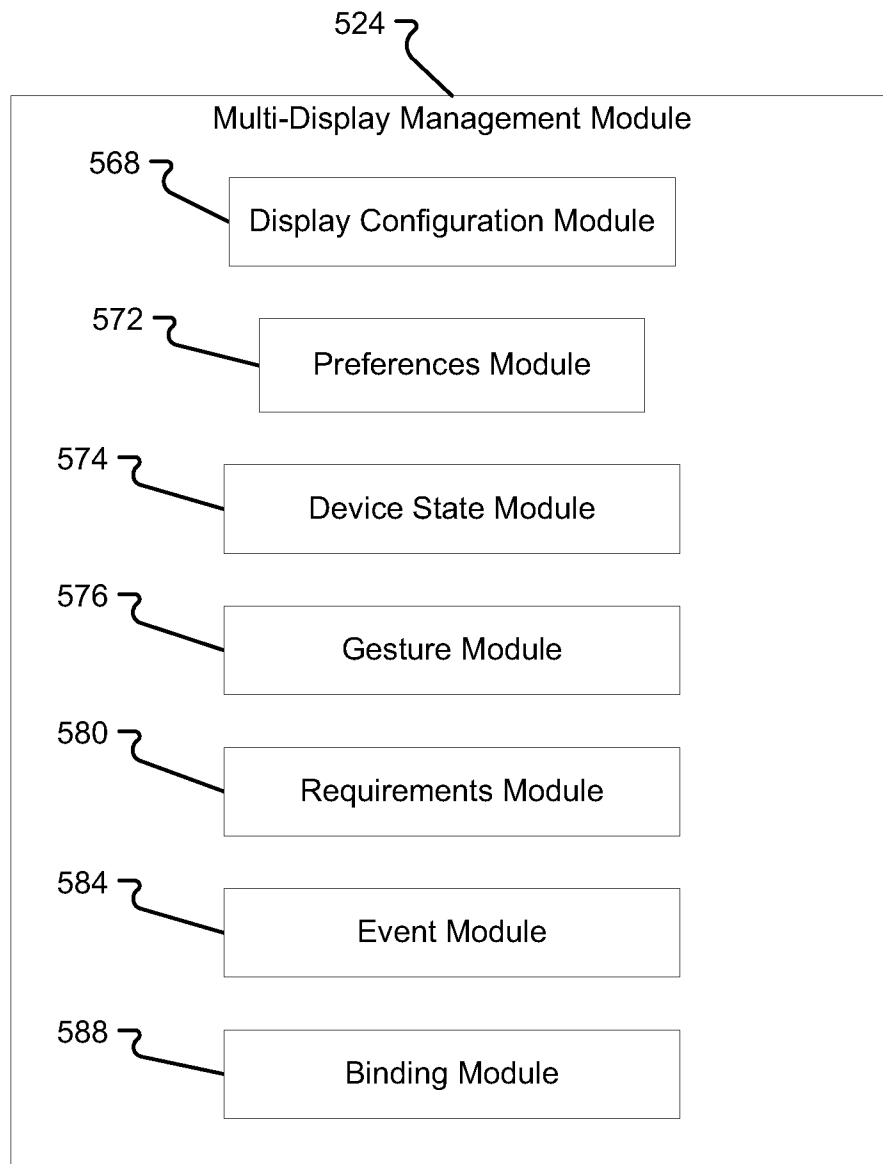 524
Multi-Display Management Module
568
Display Configuration Module
572
Preferences Module
574
Device State Module
576
Gesture Module
580
Requirements Module
584
Event Module
588
Binding Module